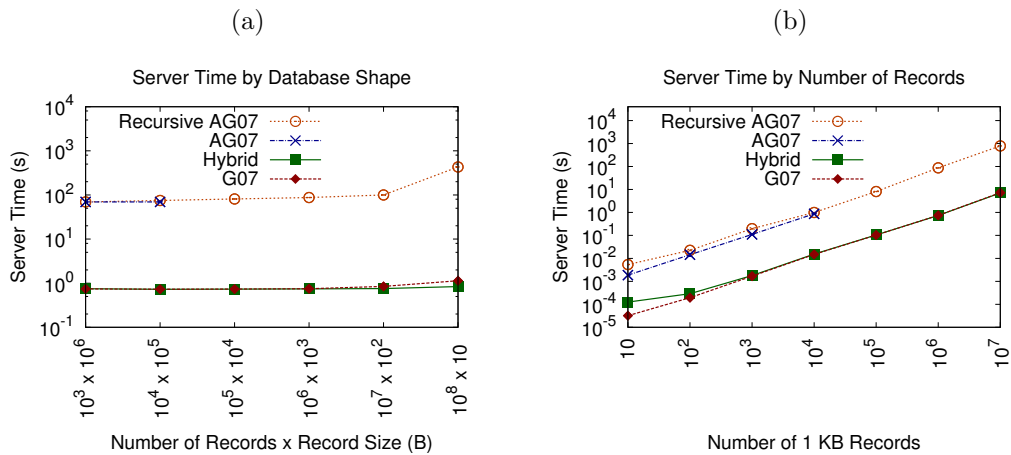 (a)
Server Time by Database Shape
Server Time (s)
10^4
10^3
10^2
10^1
10^0
10^-1
Recursive AG07
AG07
Hybrid
G07
10^3 x 10^6
10^4 x 10^5
10^5 x 10^4
10^6 x 10^3
10^7 x 10^2
10^8 x 10
Number of Records x Record Size (B)
(b)
Server Time by Number of Records
Server Time (s)
10^4
10^3
10^2
10^1
10^0
10^-1
10^-2
10^-3
10^-4
10^-5
Recursive AG07
AG07
Hybrid
G07
10
10^2
10^3
10^4
10^5
10^6
10^7
Number of 1 KB Records